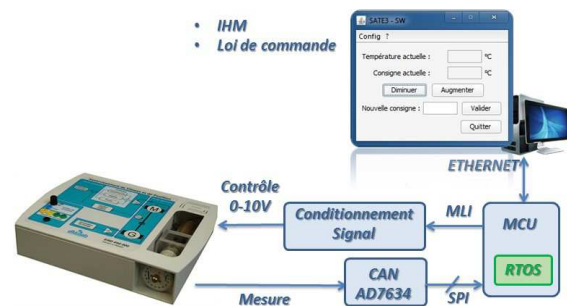 • IHM
• Loi de commande
SATE3 - SW
Config ?
Température actuelle : °C
Consigne actuelle : °C
Diminuer Augmenter
Nouvelle consigne : Valider
Quitter
ETHERNET
Contrôle
0-10V
Conditionnement
Signal
MLI
MCU
RTOS
CAN
AD7634
Mesure
SPI
M
G